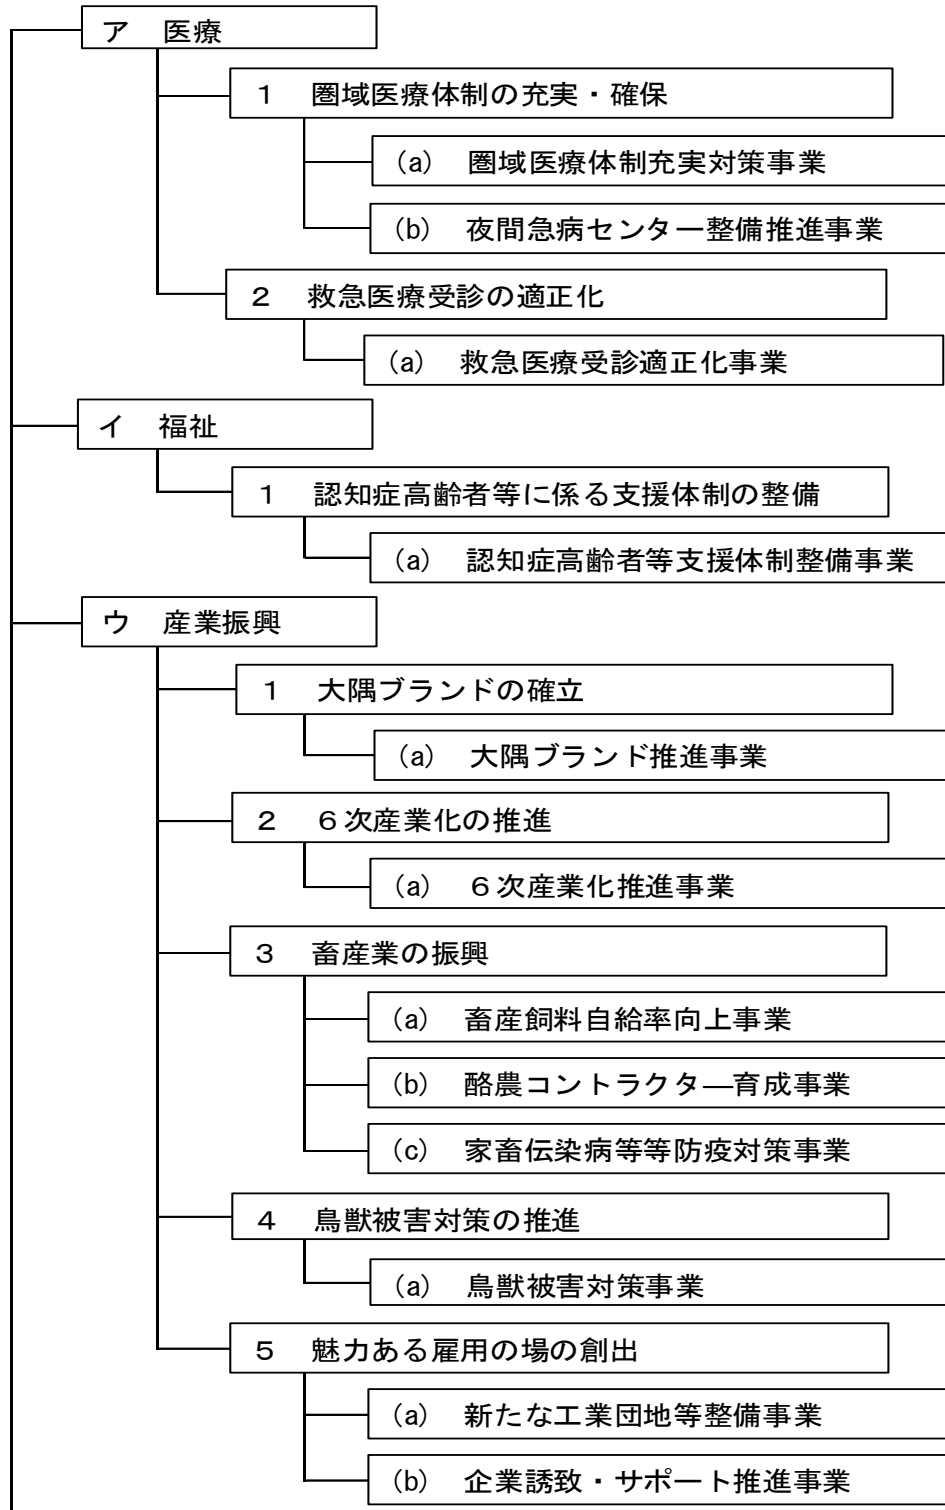 ア　医療
１　圏域医療体制の充実・確保
(a)　圏域医療体制充実対策事業
(b)　夜間急病センター整備推進事業
２　救急医療受診の適正化
(a)　救急医療受診適正化事業
イ　福祉
１　認知症高齢者等に係る支援体制の整備
(a)　認知症高齢者等支援体制整備事業
ウ　産業振興
１　大隅ブランドの確立
(a)　大隅ブランド推進事業
２　６次産業化の推進
(a)　６次産業化推進事業
３　畜産業の振興
(a)　畜産飼料自給率向上事業
(b)　酪農コントラクタ―育成事業
(c)　家畜伝染病等等防疫対策事業
４　鳥獣被害対策の推進
(a)　鳥獣被害対策事業
５　魅力ある雇用の場の創出
(a)　新たな工業団地等整備事業
(b)　企業誘致・サポート推進事業